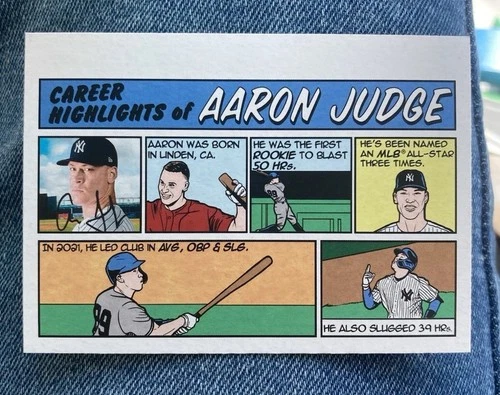 CAREER
HIGHLIGHTS of AARON JUDGE
AARON WAS BORN
IN LINDEN, CA.
HE WAS THE FIRST
ROOKIE TO BLAST
50 HRs.
HE'S BEEN NAMED
AN MLB® ALL-STAR
THREE TIMES.
IN 2021, HE LED CLUB IN AVG, OBP & SLG.
99
HE ALSO SLUGGED 39 HRs.